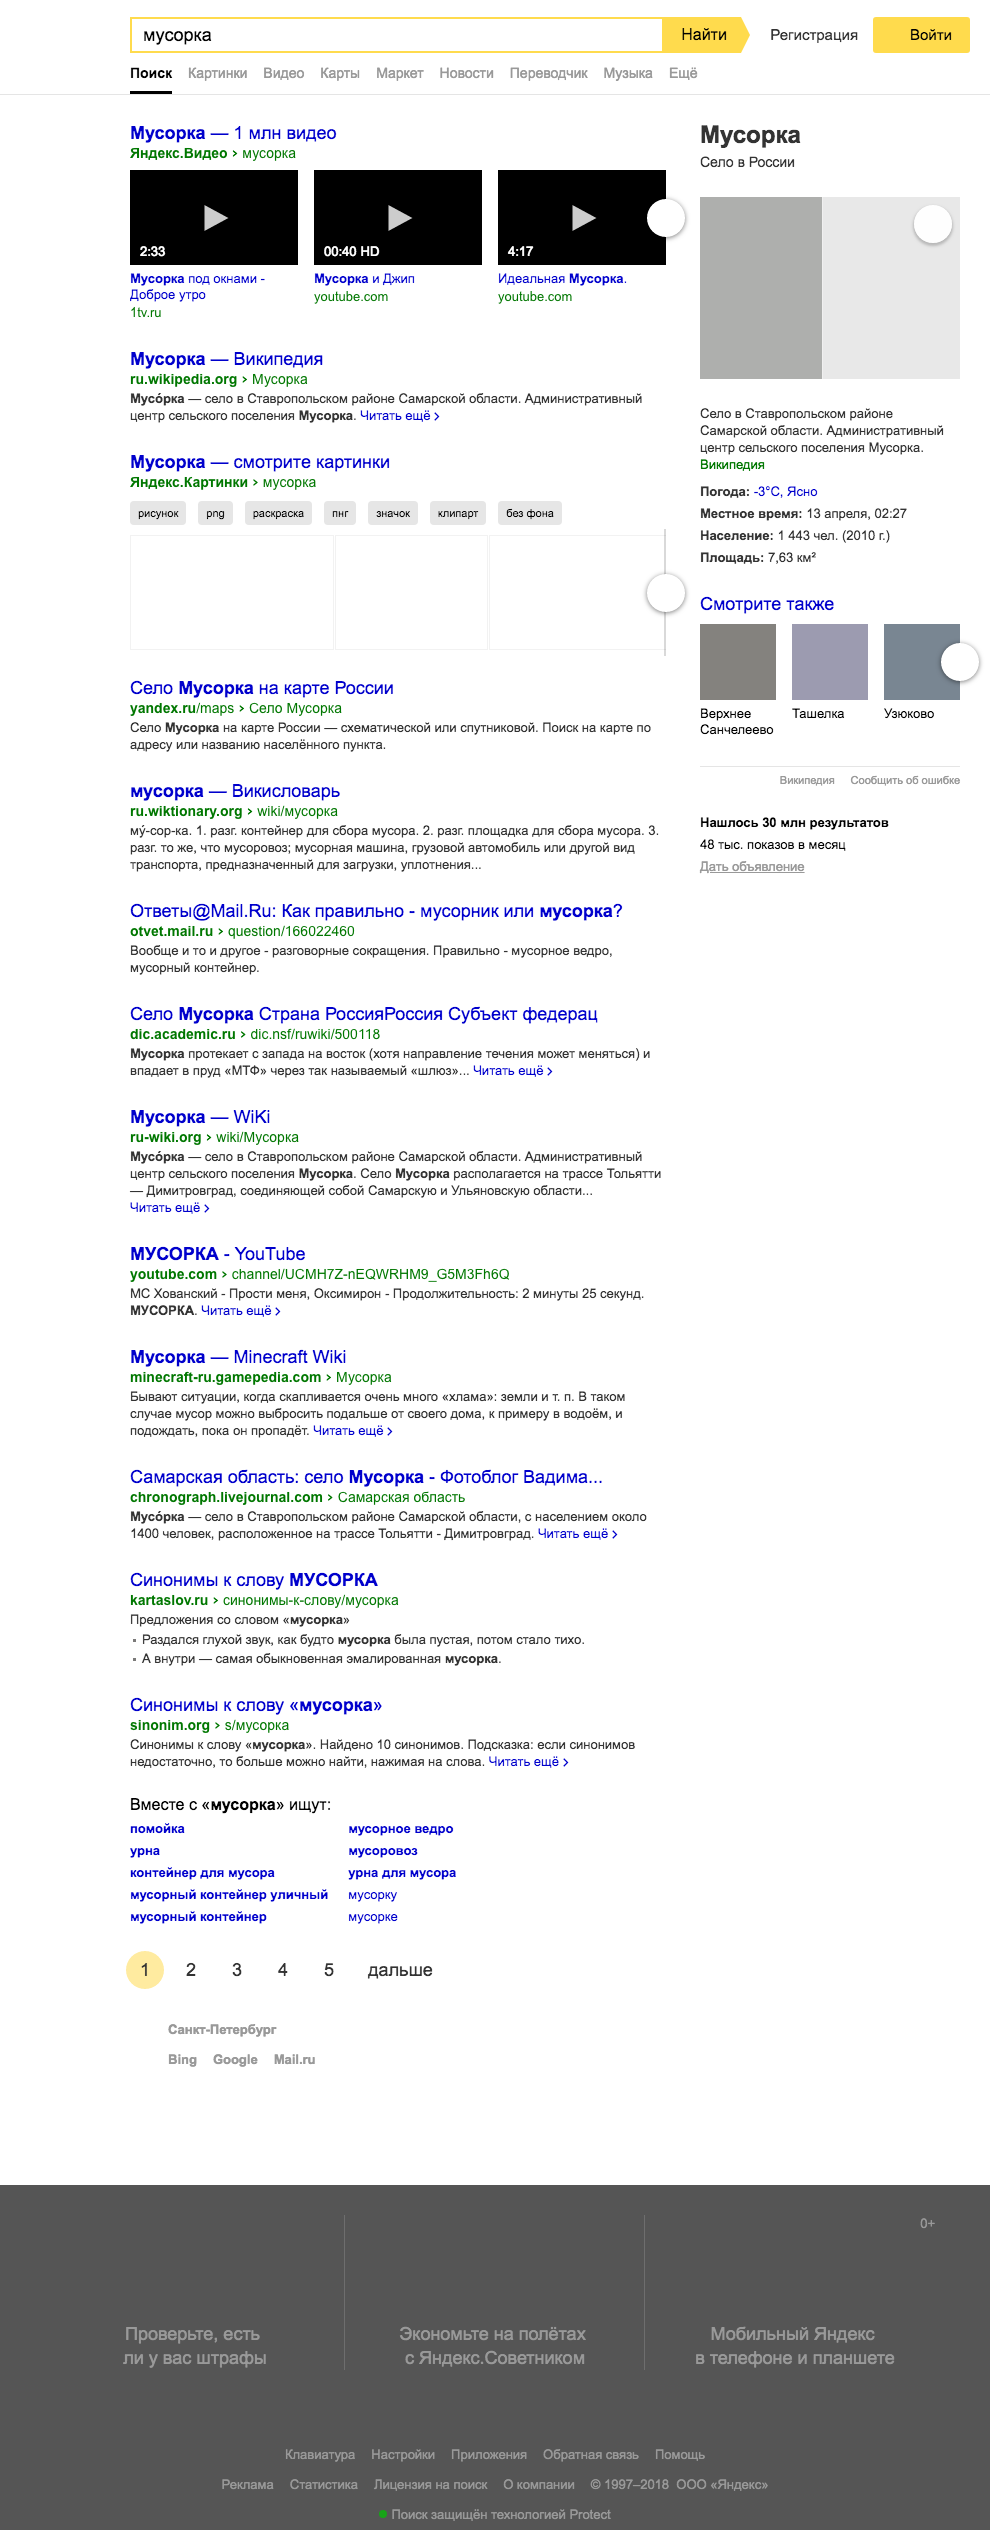 мусорка
Найти
Регистрация
Войти
Поиск Картинки Видео Карты Маркет Новости Переводчик Музыка Ещё
Мусорка — 1 млн видео
Яндекс.Видео › мусорка
2:33
00:40 HD
4:17
Мусорка под окнами -
Доброе утро
1tv.ru
Мусорка и Джип
youtube.com
Идеальная Мусорка.
youtube.com
Мусорка — Википедия
ru.wikipedia.org › Мусорка
Мусо́рка — село в Ставропольском районе Самарской области. Административный
центр сельского поселения Мусорка. Читать ещё ›
Мусорка — смотрите картинки
Яндекс.Картинки › мусорка
рисунок png раскраска пнг значок клипарт без фона
Село Мусорка на карте России
yandex.ru/maps › Село Мусорка
Село Мусорка на карте России — схематической или спутниковой. Поиск на карте по
адресу или названию населённого пункта.
мусорка — Викисловарь
ru.wiktionary.org › wiki/мусорка
му́-сор-ка. 1. разг. контейнер для сбора мусора. 2. разг. площадка для сбора мусора. 3.
разг. то же, что мусоровоз; мусорная машина, грузовой автомобиль или другой вид
транспорта, предназначенный для загрузки, уплотнения...
Ответы@Mail.Ru: Как правильно - мусорник или мусорка?
otvet.mail.ru › question/166022460
Вообще и то и другое - разговорные сокращения. Правильно - мусорное ведро,
мусорный контейнер.
Село Мусорка Страна РоссияРоссия Субъект федерац
dic.academic.ru › dic.nsf/ruwiki/500118
Мусорка протекает с запада на восток (хотя направление течения может меняться) и
впадает в пруд «МТФ» через так называемый «шлюз»... Читать ещё ›
Мусорка — WiKi
ru-wiki.org › wiki/Мусорка
Мусо́рка — село в Ставропольском районе Самарской области. Административный
центр сельского поселения Мусорка. Село Мусорка располагается на трассе Тольятти
— Димитровград, соединяющей собой Самарскую и Ульяновскую области...
Читать ещё ›
МУСОРКА - YouTube
youtube.com › channel/UCMH7Z-nEQWRHM9_G5M3Fh6Q
МС Хованский - Прости меня, Оксимирон - Продолжительность: 2 минуты 25 секунд.
МУСОРКА. Читать ещё ›
Мусорка — Minecraft Wiki
minecraft-ru.gamepedia.com › Мусорка
Бывают ситуации, когда скапливается очень много «хлама»: земли и т. п. В таком
случае мусор можно выбросить подальше от своего дома, к примеру в водоём, и
подождать, пока он пропадёт. Читать ещё ›
Самарская область: село Мусорка - Фотоблог Вадима...
chronograph.livejournal.com › Самарская область
Мусо́рка — село в Ставропольском районе Самарской области, с населением около
1400 человек, расположенное на трассе Тольятти - Димитровград. Читать ещё ›
Синонимы к слову МУСОРКА
kartaslov.ru › синонимы-к-слову/мусорка
Предложения со словом «мусорка»
▪ Раздался глухой звук, как будто мусорка была пустая, потом стало тихо.
▪ А внутри — самая обыкновенная эмалированная мусорка.
Синонимы к слову «мусорка»
sinonim.org › s/мусорка
Синонимы к слову «мусорка». Найдено 10 синонимов. Подсказка: если синонимов
недостаточно, то больше можно найти, нажимая на слова. Читать ещё ›
Вместе с «мусорка» ищут:
помойка
урна
контейнер для мусора
мусорный контейнер уличный
мусорный контейнер
мусорное ведро
мусоровоз
урна для мусора
мусорку
мусорке
1 2 3 4 5 дальше
Санкт-Петербург
Bing Google Mail.ru
Мусорка
Село в России
Село в Ставропольском районе
Самарской области. Административный
центр сельского поселения Мусорка.
Википедия
Погода: -3°C, Ясно
Местное время: 13 апреля, 02:27
Население: 1 443 чел. (2010 г.)
Площадь: 7,63 км²
Смотрите также
Верхнее
Санчелеево
Ташелка
Узюково
Википедия Сообщить об ошибке
Нашлось 30 млн результатов
48 тыс. показов в месяц
Дать объявление
0+
Проверьте, есть
ли у вас штрафы
Экономьте на полётах
с Яндекс.Советником
Мобильный Яндекс
в телефоне и планшете
Клавиатура Настройки Приложения Обратная связь Помощь
Реклама Статистика Лицензия на поиск О компании © 1997–2018 ООО «Яндекс»
Поиск защищён технологией Protect